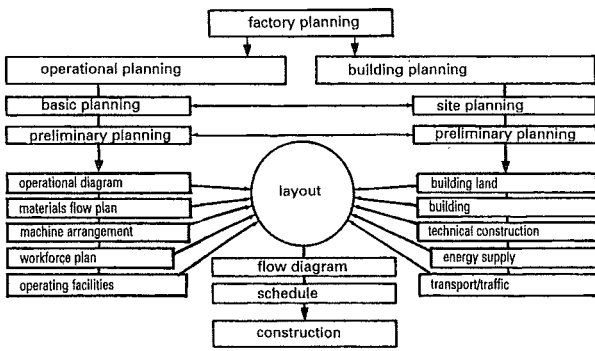 factory planning
operational planning
building planning
basic planning
site planning
preliminary planning
preliminary planning
operational diagram
materials flow plan
machine arrangement
workforce plan
operating facilities
layout
building land
building
technical construction
energy supply
transport/traffic
flow diagram
schedule
construction